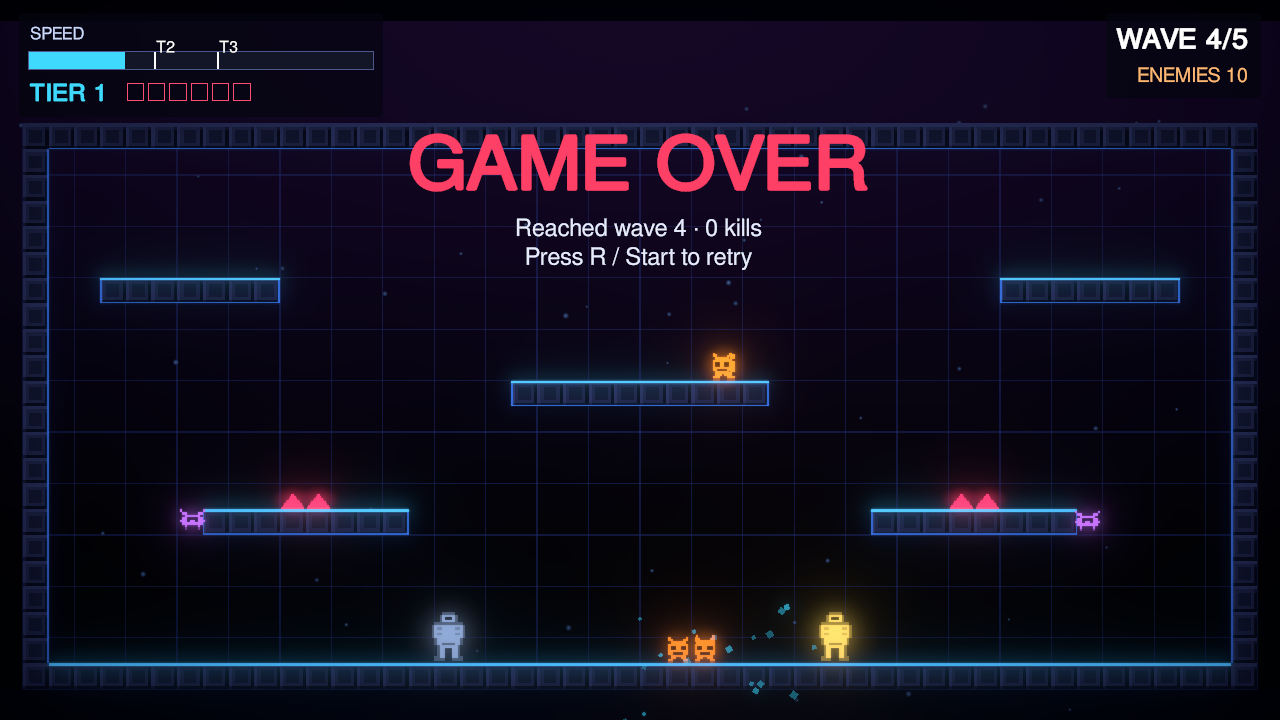 SPEED
T2 T3
TIER 1
WAVE 4/5
ENEMIES 10
GAME OVER
Reached wave 4 · 0 kills
Press R / Start to retry